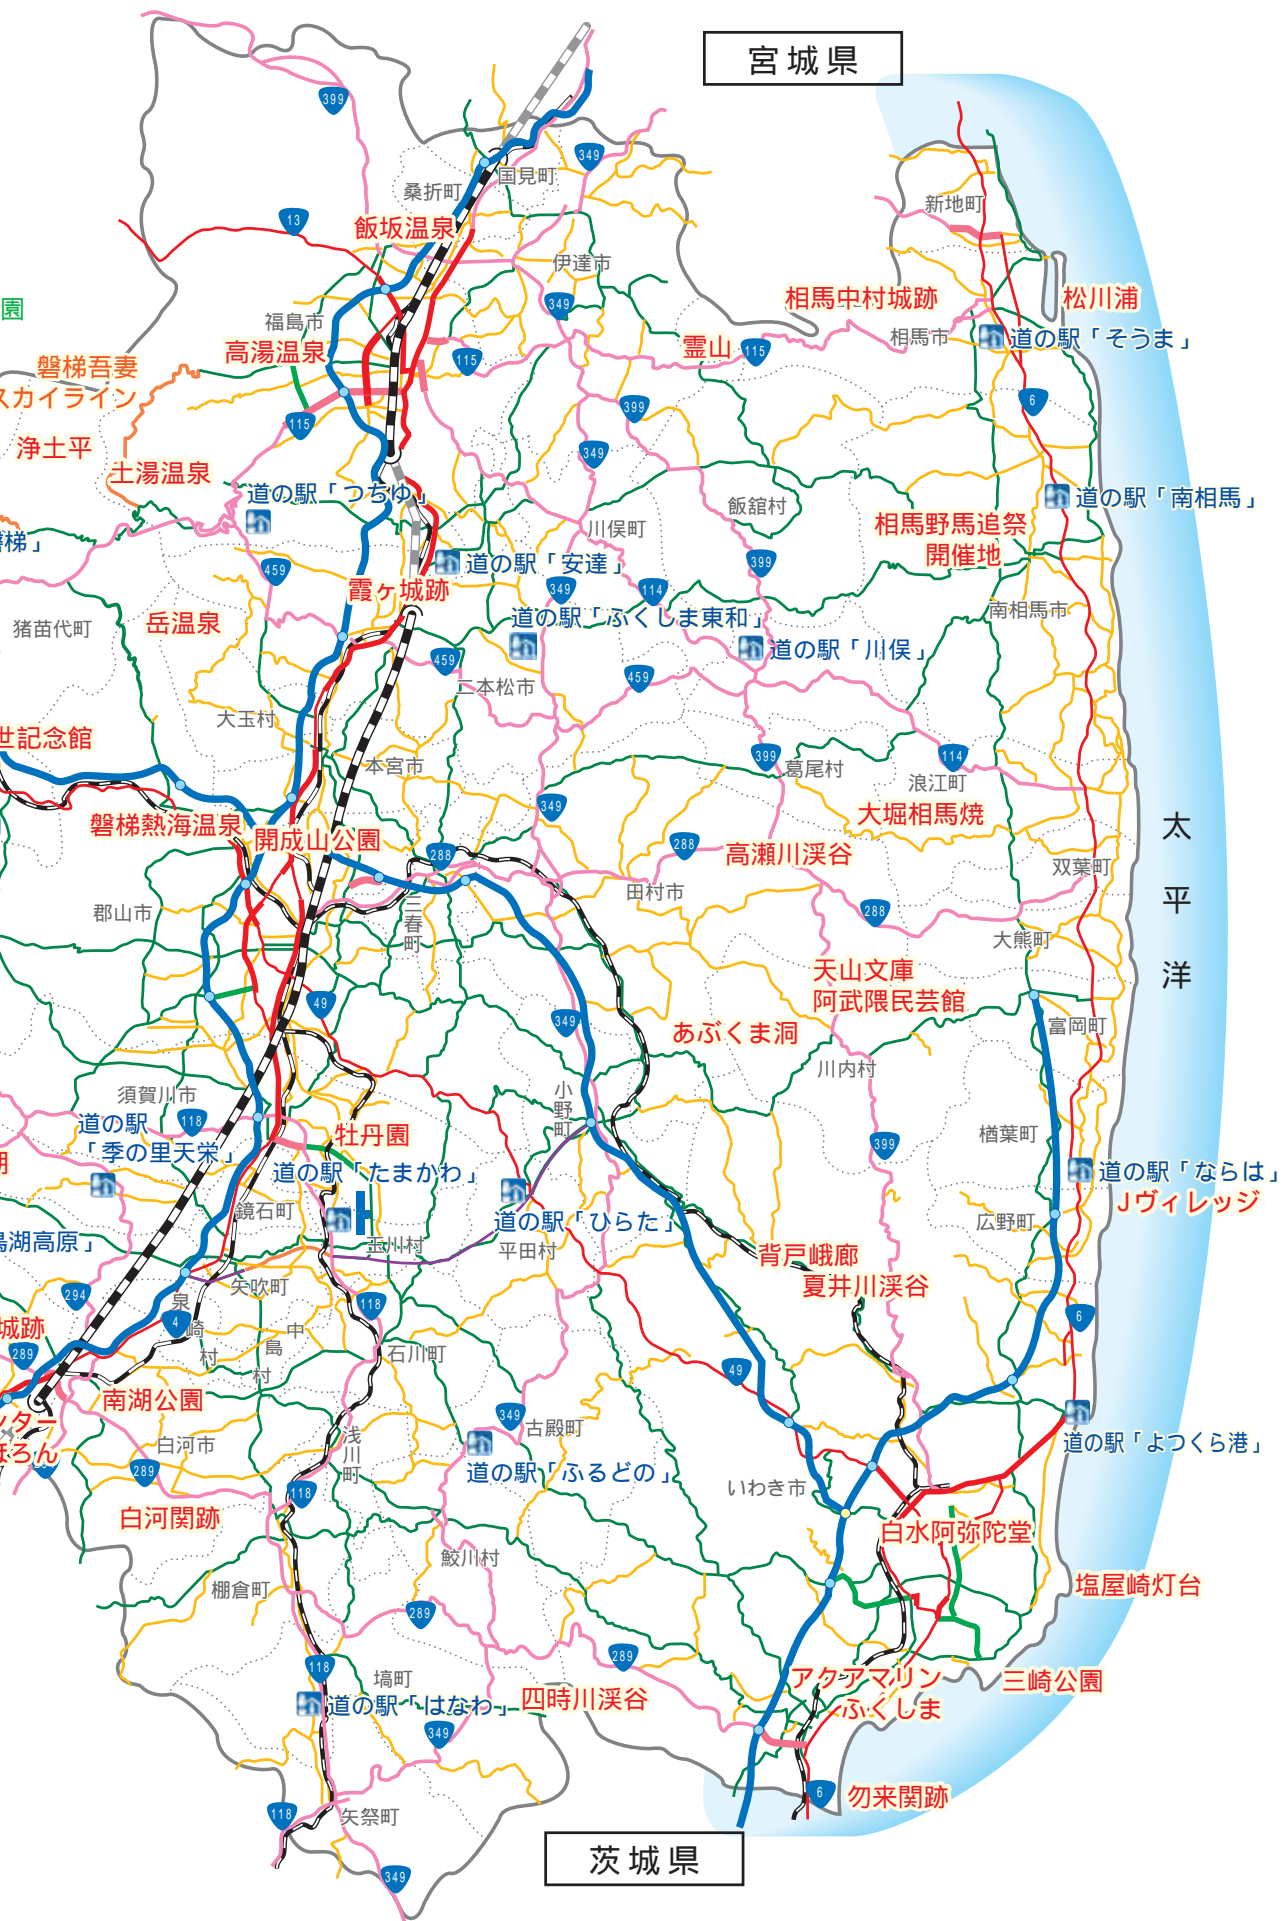 宮城県
399
349
国見町
桑折町
新地町
13
飯坂温泉
伊達市
園
349
相馬中村城跡
松川浦
福島市
高湯温泉
115
霊山
115
相馬市
道の駅「そうま」
磐梯吾妻
スカイライン
399
6
115
浄土平
349
土湯温泉
道の駅「つちゆ」
飯舘村
道の駅「南相馬」
川俣町
相馬野馬追祭
開催地
梯」
459
道の駅「安達」
399
霞ヶ城跡
349
114
猪苗代町
岳温泉
道の駅「ふくしま東和」
南相馬市
道の駅「川俣」
459
459
二本松市
大玉村
世記念館
本宮市
399
葛尾村
114
浪江町
349
大堀相馬焼
磐梯熱海温泉
開成山公園
太平洋
288
288
高瀬川渓谷
双葉町
田村市
郡山市
三春町
288
大熊町
天山文庫
阿武隈民芸館
49
349
あぶくま洞
富岡町
川内村
須賀川市
小野町
道の駅
「季の里天栄」
118
牡丹園
399
楢葉町
道の駅「たまかわ」
道の駅「ならは」
Jヴィレッジ
鏡石町
道の駅「ひらた」
広野町
湖高原」
玉川村
平田村
背戸峨廊
夏井川渓谷
矢吹町
294
泉崎村
118
4
中島村
6
城跡
289
石川町
49
南湖公園
ンター
ほろん
349
古殿町
白河市
浅川町
道の駅「よつくら港」
289
道の駅「ふるどの」
118
いわき市
白河関跡
白水阿弥陀堂
鮫川村
棚倉町
塩屋崎灯台
289
289
118
塙町
アクアマリン
ふくしま
三崎公園
道の駅「はなわ」
四時川渓谷
349
6
勿来関跡
118
矢祭町
茨城県
349